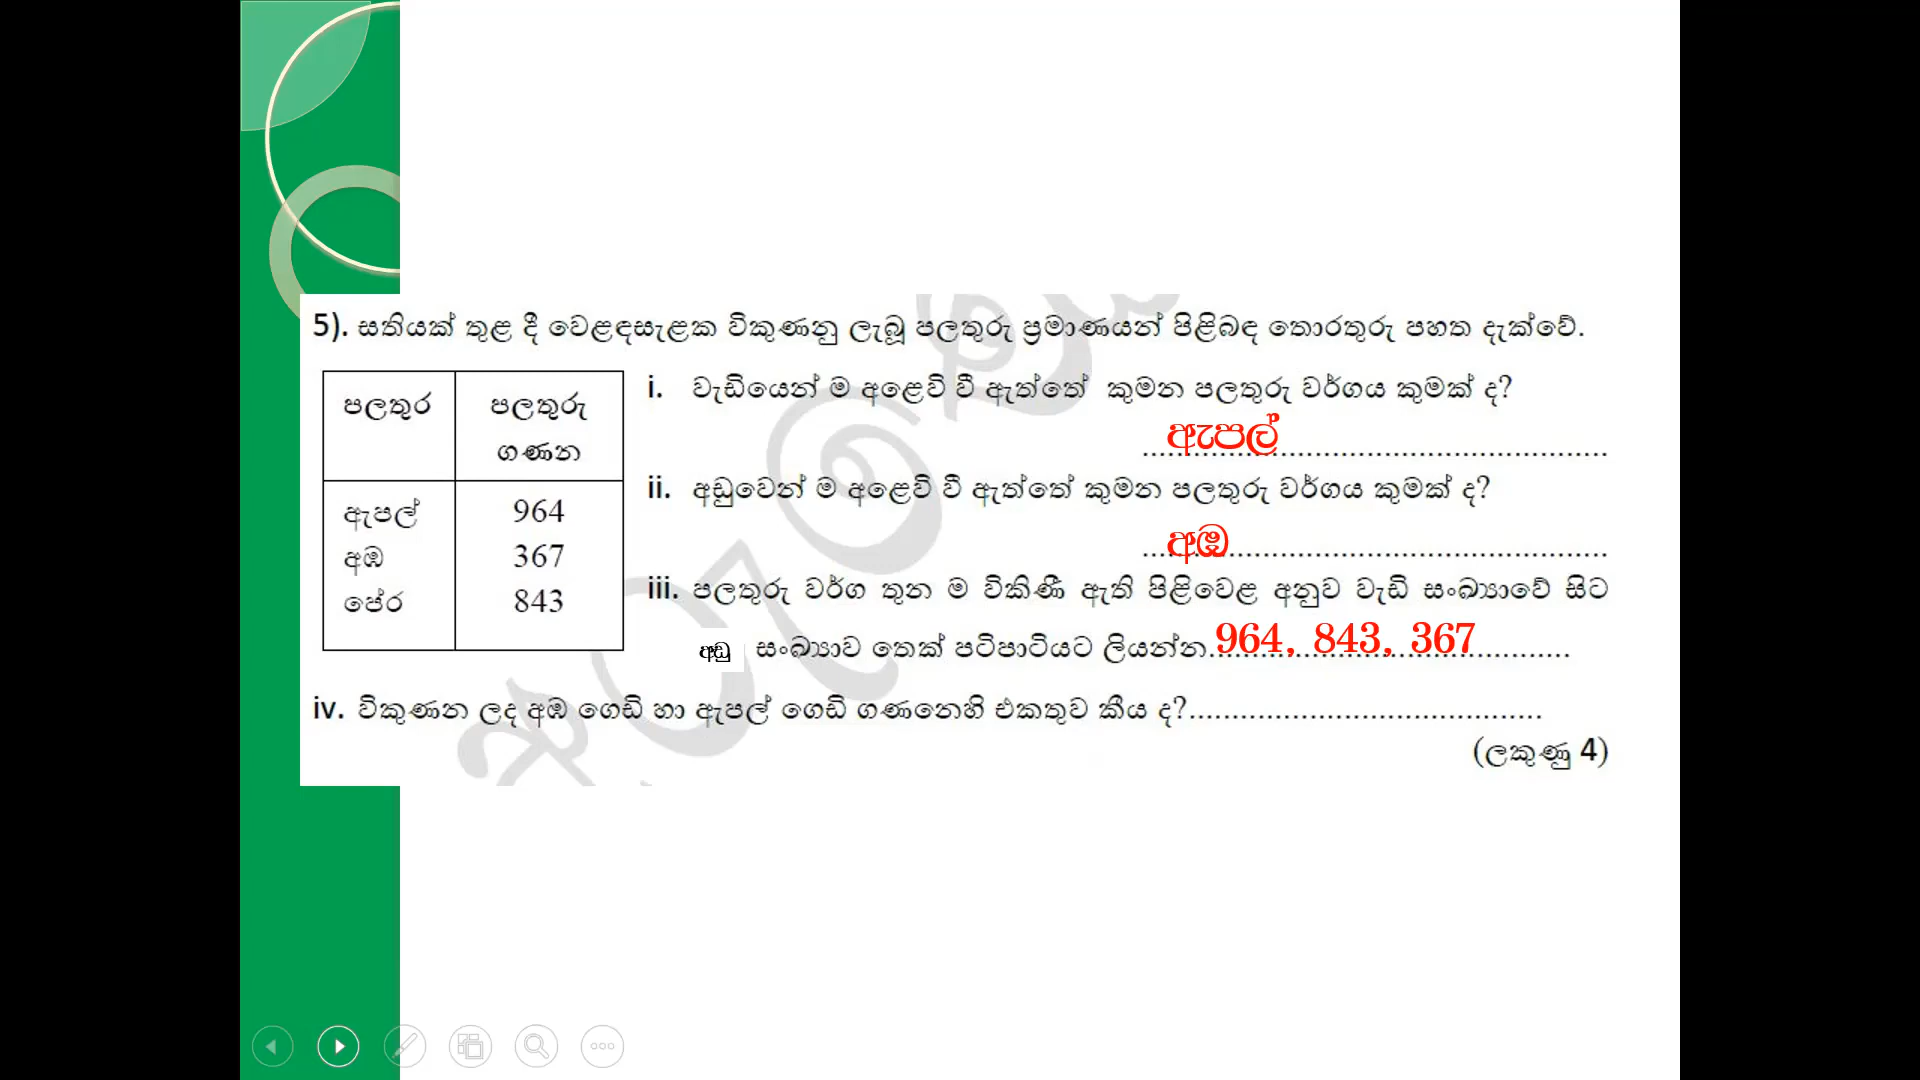 5). සතියක් තුළ දී වෙළඳසැළක විකුණනු ලැබූ පලතුරු ප්‍රමාණයන් පිළිබඳ තොරතුරු පහත දැක්වේ.
පලතුර පලතුරු ගණන
ඇපල් 964
අඹ 367
පේර 843
i. වැඩියෙන් ම අළෙවි වී ඇත්තේ කුමන පලතුරු වර්ගය කුමක් ද?
ඇපල්
ii. අඩුවෙන් ම අළෙවි වී ඇත්තේ කුමන පලතුරු වර්ගය කුමක් ද?
අඹ
iii. පලතුරු වර්ග තුන ම විකිණී ඇති පිළිවෙළ අනුව වැඩි සංඛ්‍යාවේ සිට
අඩු සංඛ්‍යාව තෙක් පටිපාටියට ලියන්න. 964, 843, 367
iv. විකුණන ලද අඹ ගෙඩි හා ඇපල් ගෙඩි ගණනෙහි එකතුව කීය ද?........................................
(ලකුණු 4)